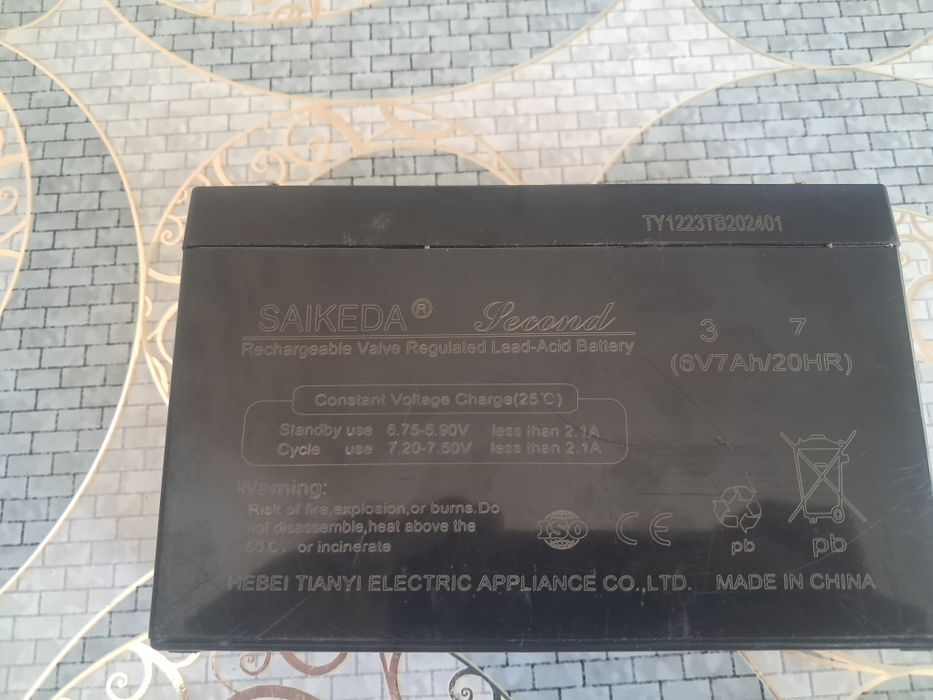 TY1223TB202401
SAIKEDA® Second
Rechargeable Valve Regulated Lead-Acid Battery
3 7
(6V7Ah/20HR)
Constant Voltage Charge(25℃)
Standby use 6.75-6.90V less than 2.1A
Cycle use 7.20-7.50V less than 2.1A
Warning:
Risk of fire,explosion,or burns.Do
not disassemble,heat above the
60℃, or incinerate
ISO CE
pb pb
HEBEI TIANYI ELECTRIC APPLIANCE CO.,LTD. MADE IN CHINA